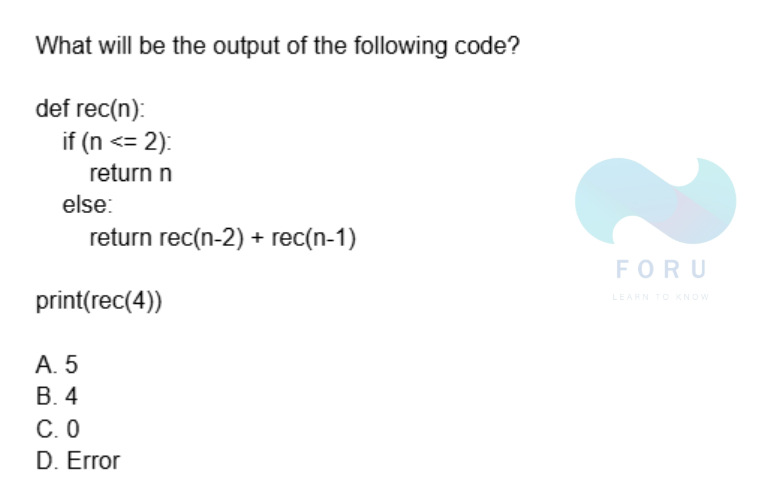 What will be the output of the following code?
def rec(n):
if (n <= 2):
return n
else:
return rec(n-2) + rec(n-1)
print(rec(4))
A. 5
B. 4
C. 0
D. Error
FORU
LEARN TO KNOW